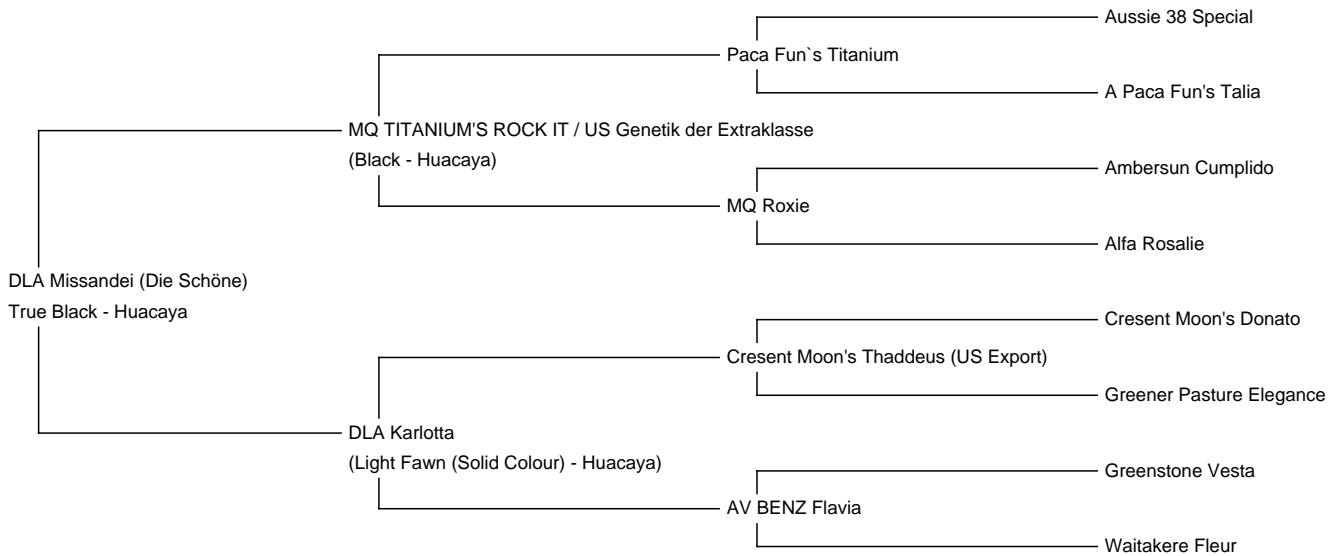 Aussie 38 Special
Paca Fun`s Titanium
A Paca Fun's Talia
MQ TITANIUM'S ROCK IT / US Genetik der Extraklasse
(Black - Huacaya)
Ambersun Cumplido
MQ Roxie
Alfa Rosalie
DLA Missandei (Die Schöne)
True Black - Huacaya
Cresent Moon's Donato
Cresent Moon's Thaddeus (US Export)
Greener Pasture Elegance
DLA Karlotta
(Light Fawn (Solid Colour) - Huacaya)
Greenstone Vesta
AV BENZ Flavia
Waitakere Fleur